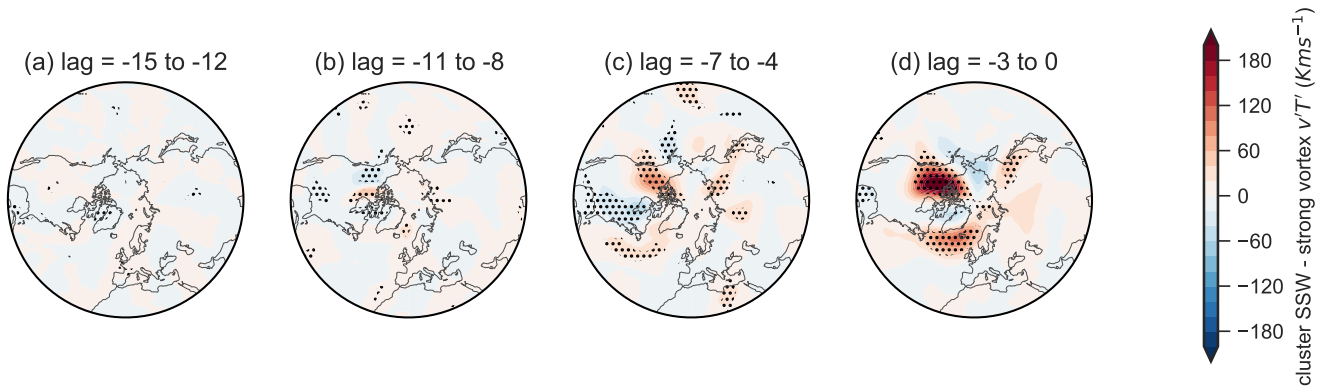 (a) lag = -15 to -12
(b) lag = -11 to -8
(c) lag = -7 to -4
(d) lag = -3 to 0
180
120
60
0
−60
−120
−180
cluster SSW - strong vortex v'T' (Kms⁻¹)